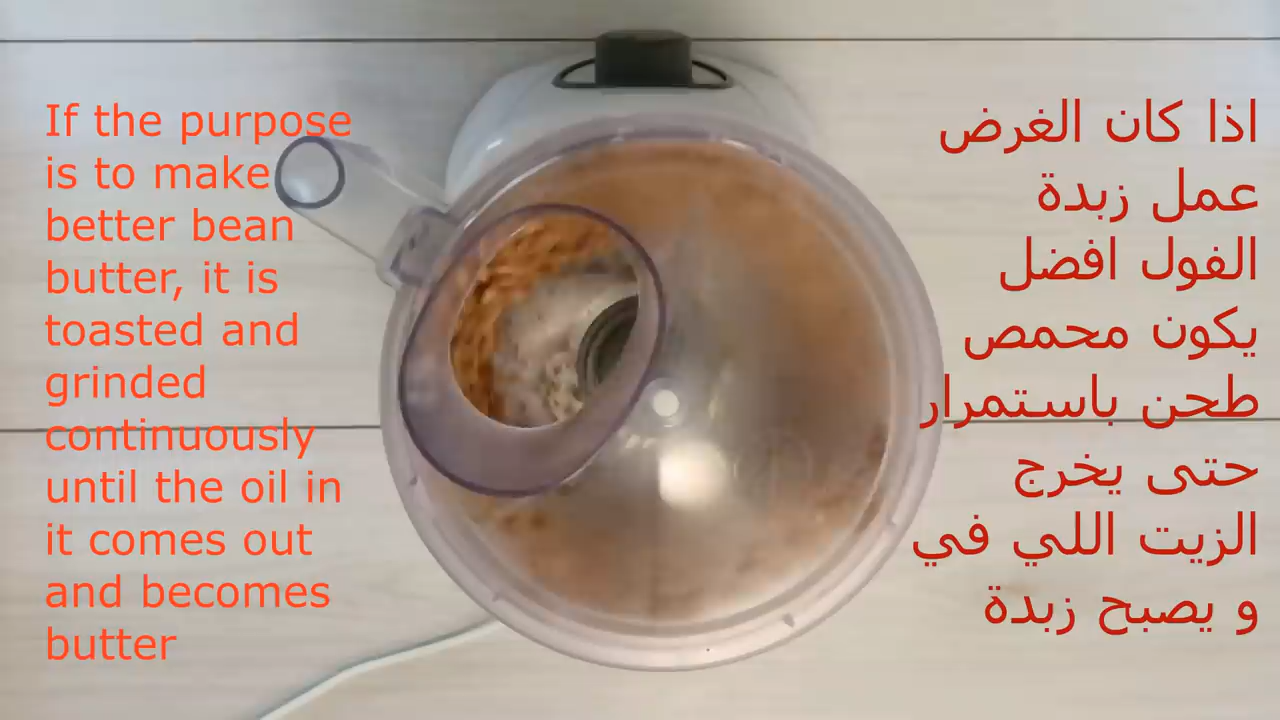 If the purpose
is to make
better bean
butter, it is
toasted and
grinded
continuously
until the oil in
it comes out
and becomes
butter
اذا كان الغرض
عمل زبدة
الفول افضل
يكون محمص
طحن باستمرار
حتى يخرج
الزيت اللي في
و يصبح زبدة